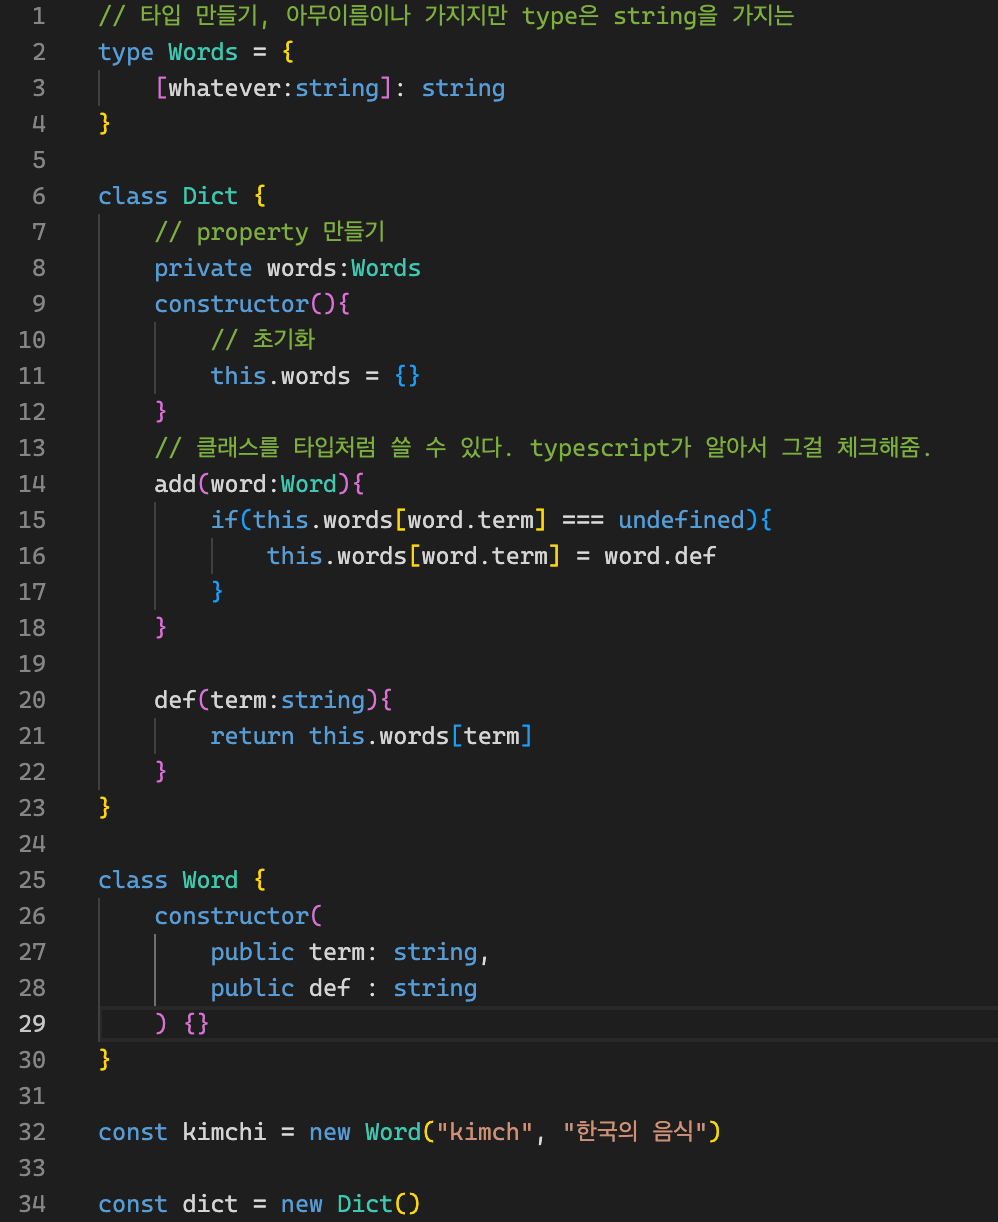 1 // 타입 만들기, 아무이름이나 가지지만 type은 string을 가지는
2 type Words = {
3     [whatever:string]: string
4 }
5
6 class Dict {
7     // property 만들기
8     private words:Words
9     constructor(){
10         // 초기화
11         this.words = {}
12     }
13     // 클래스를 타입처럼 쓸 수 있다. typescript가 알아서 그걸 체크해줌.
14     add(word:Word){
15         if(this.words[word.term] === undefined){
16             this.words[word.term] = word.def
17         }
18     }
19
20     def(term:string){
21         return this.words[term]
22     }
23 }
24
25 class Word {
26     constructor(
27         public term: string,
28         public def : string
29     ) {}
30 }
31
32 const kimchi = new Word("kimch", "한국의 음식")
33
34 const dict = new Dict()